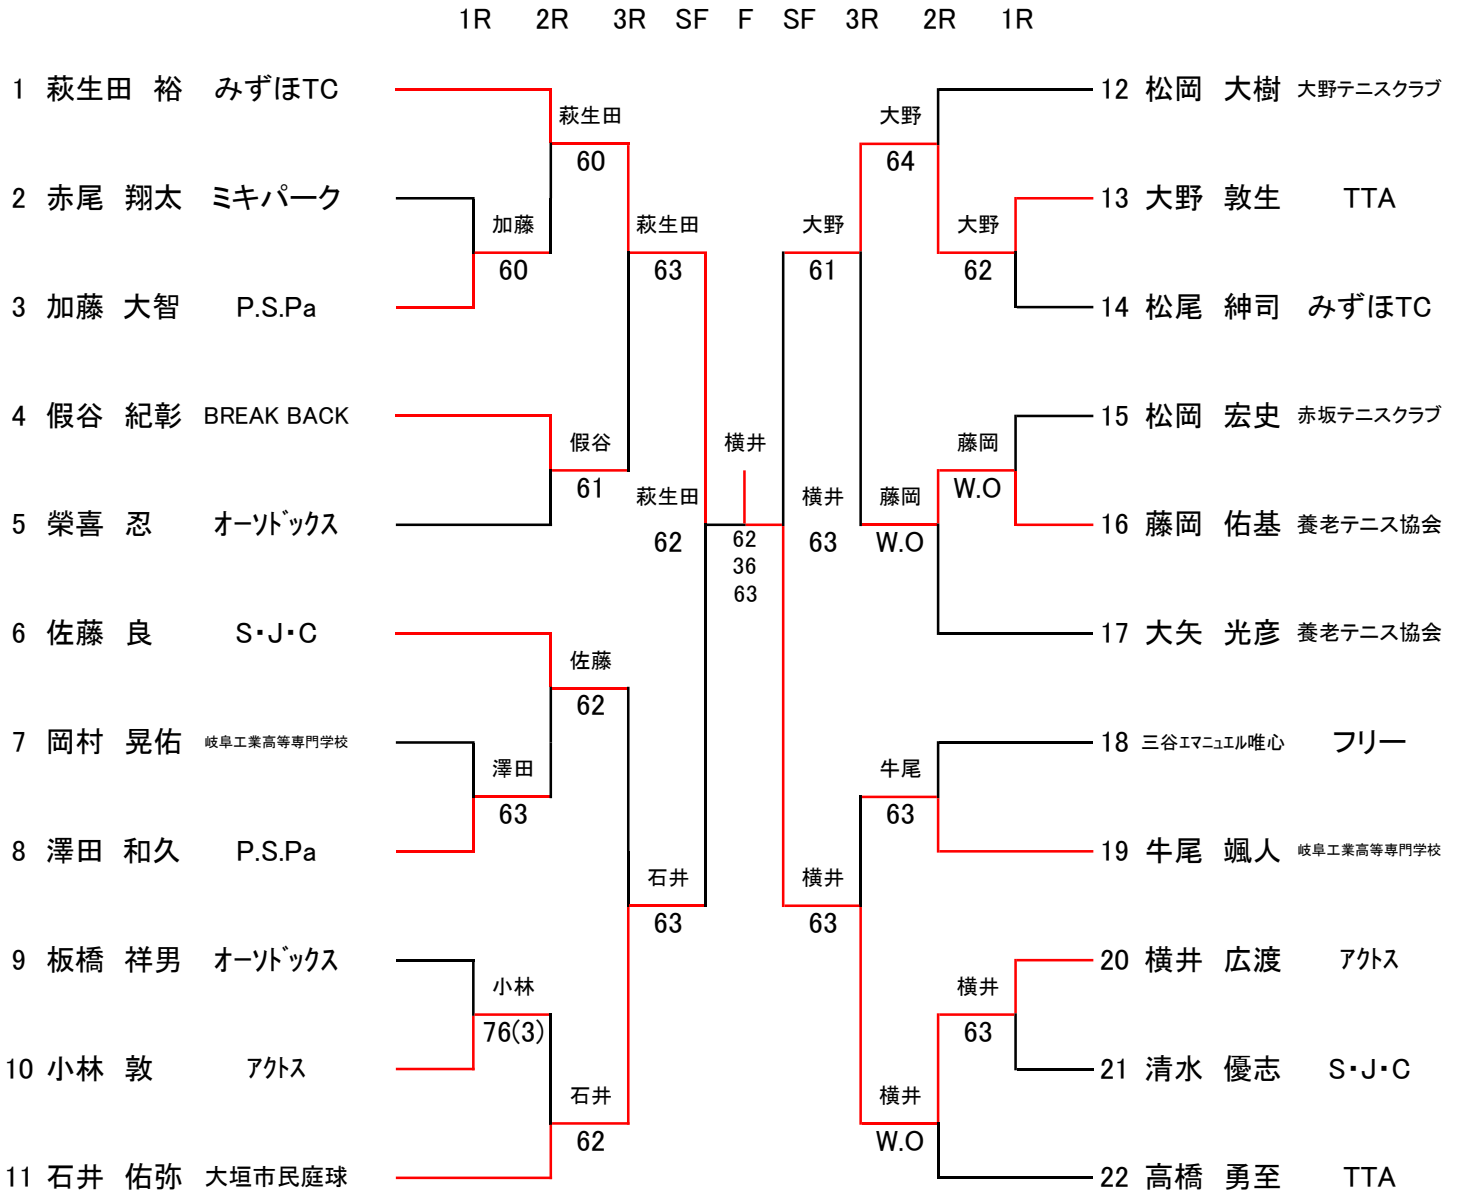 1R 2R 3R SF F SF 3R 2R 1R
1 萩生田 裕 みずほTC
12 松岡 大樹 大野テニスクラブ
萩生田
大野
60
64
2 赤尾 翔太 ミキパーク
13 大野 敦生 TTA
加藤
萩生田
大野
大野
60
63
61
62
3 加藤 大智 P.S.Pa
14 松尾 紳司 みずほTC
4 假谷 紀彰 BREAK BACK
15 松岡 宏史 赤坂テニスクラブ
假谷
横井
藤岡
61
W.O
萩生田
横井
藤岡
5 榮喜 忍 オーソドックス
16 藤岡 佑基 養老テニス協会
62
62
63
W.O
36
63
6 佐藤 良 S・J・C
17 大矢 光彦 養老テニス協会
佐藤
62
7 岡村 晃佑 岐阜工業高等専門学校
18 三谷エマニュエル唯心 フリー
澤田
牛尾
63
63
8 澤田 和久 P.S.Pa
19 牛尾 颯人 岐阜工業高等専門学校
石井
横井
63
63
9 板橋 祥男 オーソドックス
20 横井 広渡 アクトス
小林
横井
76(3)
63
10 小林 敦 アクトス
21 清水 優志 S・J・C
石井
横井
62
W.O
11 石井 佑弥 大垣市民庭球
22 高橋 勇至 TTA